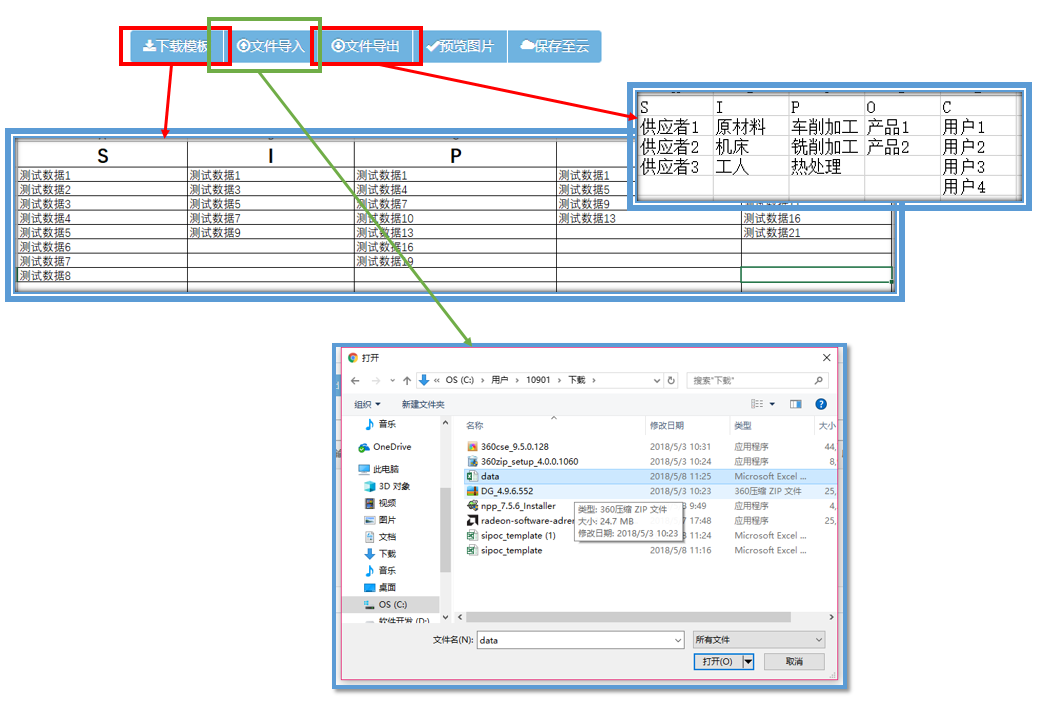 下载模板 文件导入 文件导出 预览图片 保存至云
S I P O C
供应者1 原材料 车削加工 产品1 用户1
供应者2 机床 铣削加工 产品2 用户2
供应者3 工人 热处理 用户3
用户4
S I P
测试数据1 测试数据1 测试数据1 测试数据1
测试数据2 测试数据3 测试数据4 测试数据5
测试数据3 测试数据5 测试数据7 测试数据9
测试数据4 测试数据7 测试数据10 测试数据13 测试数据16
测试数据5 测试数据9 测试数据13 测试数据21
测试数据6 测试数据16
测试数据7 测试数据19
测试数据8
打开
« OS (C:) › 用户 › 10901 › 下载 › 搜索"下载"
组织 新建文件夹
音乐
OneDrive
此电脑
3D 对象
视频
图片
文档
下载
音乐
桌面
OS (C:)
软件开发 (D:)
名称 修改日期 类型 大小
360cse_9.5.0.128 2018/5/3 10:31 应用程序 44,
360zip_setup_4.0.0.1060 2018/5/3 10:24 应用程序 8,
data 2018/5/8 11:25 Microsoft Excel ...
DG_4.9.6.552 2018/5/3 10:23 360压缩 ZIP 文件 25,
npp_7.5.6_Installer 9:49 应用程序 4,
radeon-software-adren 17:48 应用程序 25,
sipoc_template (1) 11:24 Microsoft Excel ...
sipoc_template 2018/5/8 11:16 Microsoft Excel ...
类型: 360压缩 ZIP 文件
大小: 24.7 MB
修改日期: 2018/5/3 10:23
文件名(N): data 所有文件
打开(O) 取消